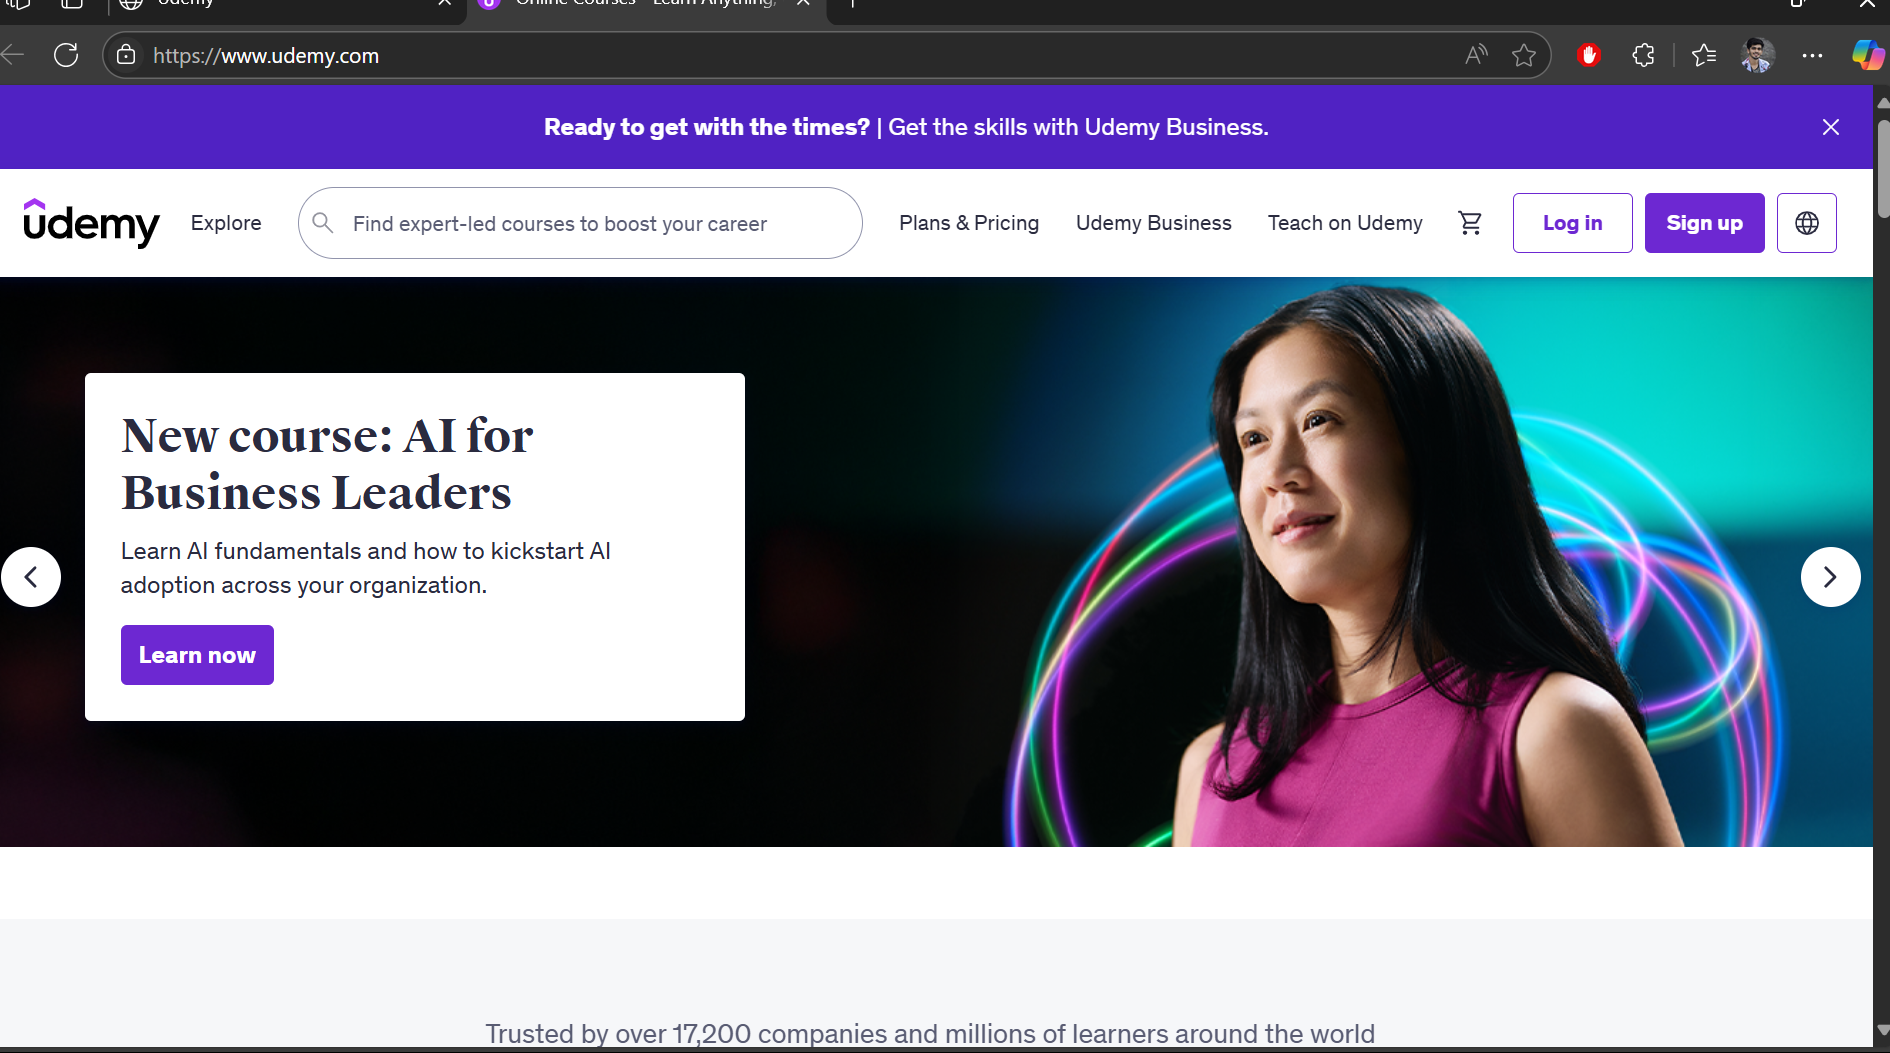 Udemy
Online Courses - Learn Anything,
https://www.udemy.com
Ready to get with the times? | Get the skills with Udemy Business.
udemy
Explore
Find expert-led courses to boost your career
Plans & Pricing
Udemy Business
Teach on Udemy
Log in
Sign up
New course: AI for
Business Leaders
Learn AI fundamentals and how to kickstart AI
adoption across your organization.
Learn now
Trusted by over 17,200 companies and millions of learners around the world